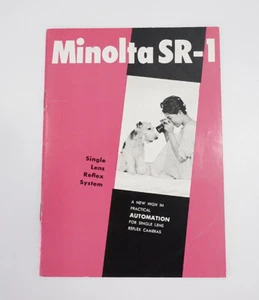 Minolta SR-1
Single
Lens
Reflex
System
A NEW HIGH IN
PRACTICAL
AUTOMATION
FOR SINGLE LENS
REFLEX CAMERAS